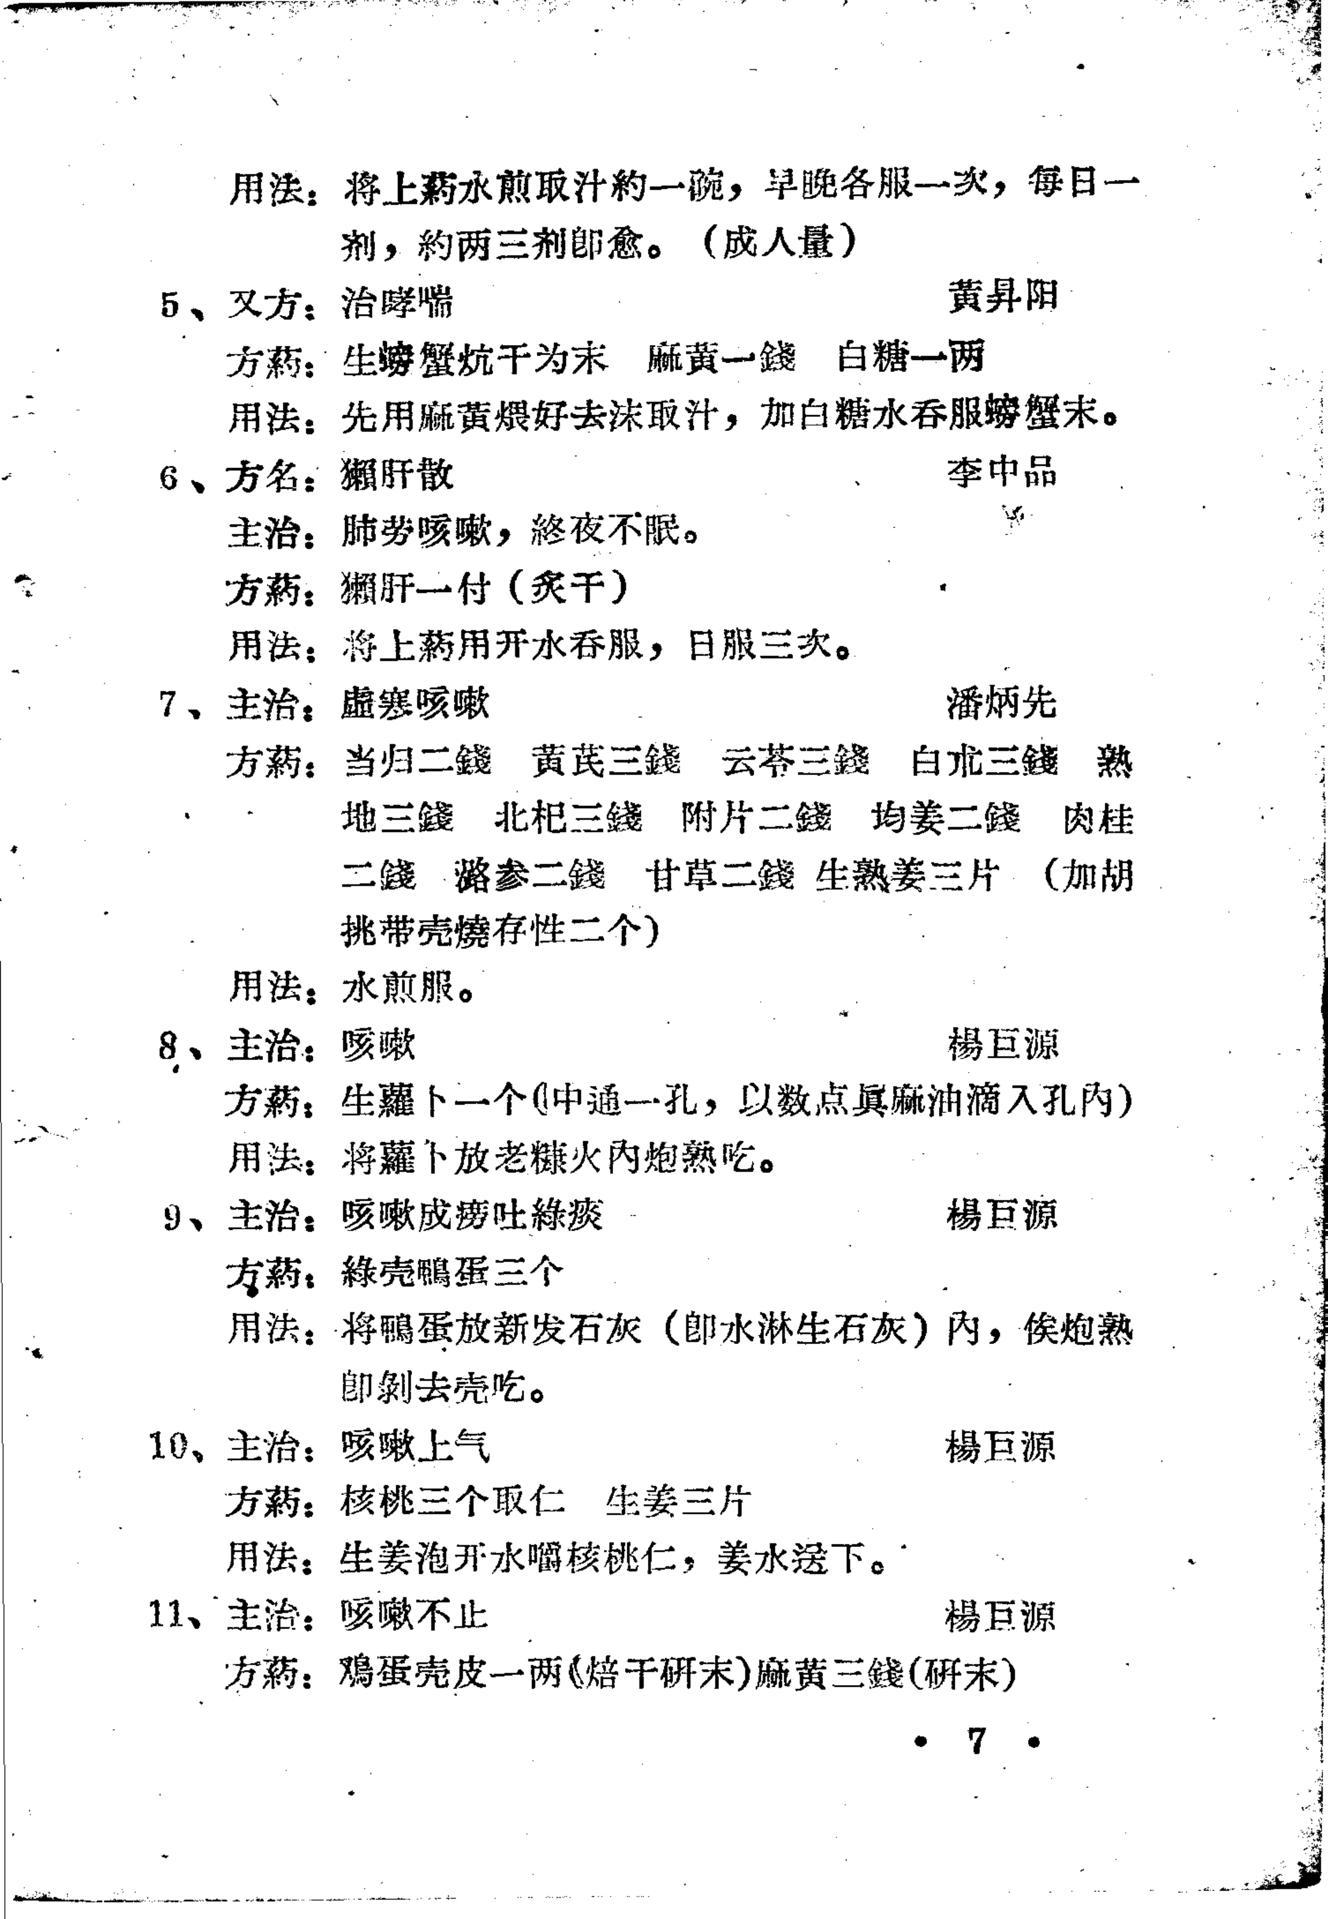 用法：将上葯水煎取汁約一碗，早晚各服一次，每日一
剂，約两三剂卽愈。（成人量）
5、又方：治哮喘　黄昇阳
方葯：生螃蟹炕干为末　麻黄一錢　白糖一两
用法：先用麻黄煨好去沫取汁，加白糖水吞服螃蟹末。
6、方名：獺肝散　李中品
主治：肺劳咳嗽，終夜不眠。
方葯：獺肝一付（炙干）
用法：将上葯用开水吞服，日服三次。
7、主治：虛寒咳嗽　潘炳先
方葯：当归二錢　黄芪三錢　云苓三錢　白朮三錢　熟
地三錢　北杞三錢　附片二錢　均姜二錢　肉桂
二錢　潞参二錢　甘草二錢 生熟姜三片　（加胡
挑带壳燒存性二个）
用法：水煎服。
8、主治：咳嗽　楊巨源
方葯：生蘿卜一个（中通一孔，以数点眞麻油滴入孔內）
用法：将蘿卜放老糠火內炮熟吃。
9、主治：咳嗽成痨吐綠痰　楊巨源
方葯：綠壳鴨蛋三个
用法：将鴨蛋放新发石灰（卽水淋生石灰）內，俟炮熟
卽剝去壳吃。
10、主治：咳嗽上气　楊巨源
方葯：核桃三个取仁　生姜三片
用法：生姜泡开水嚼核桃仁，姜水送下。
11、主治：咳嗽不止　楊巨源
方葯：鷄蛋壳皮一两（焙干硏末）麻黄三錢（硏末）
• 7 •